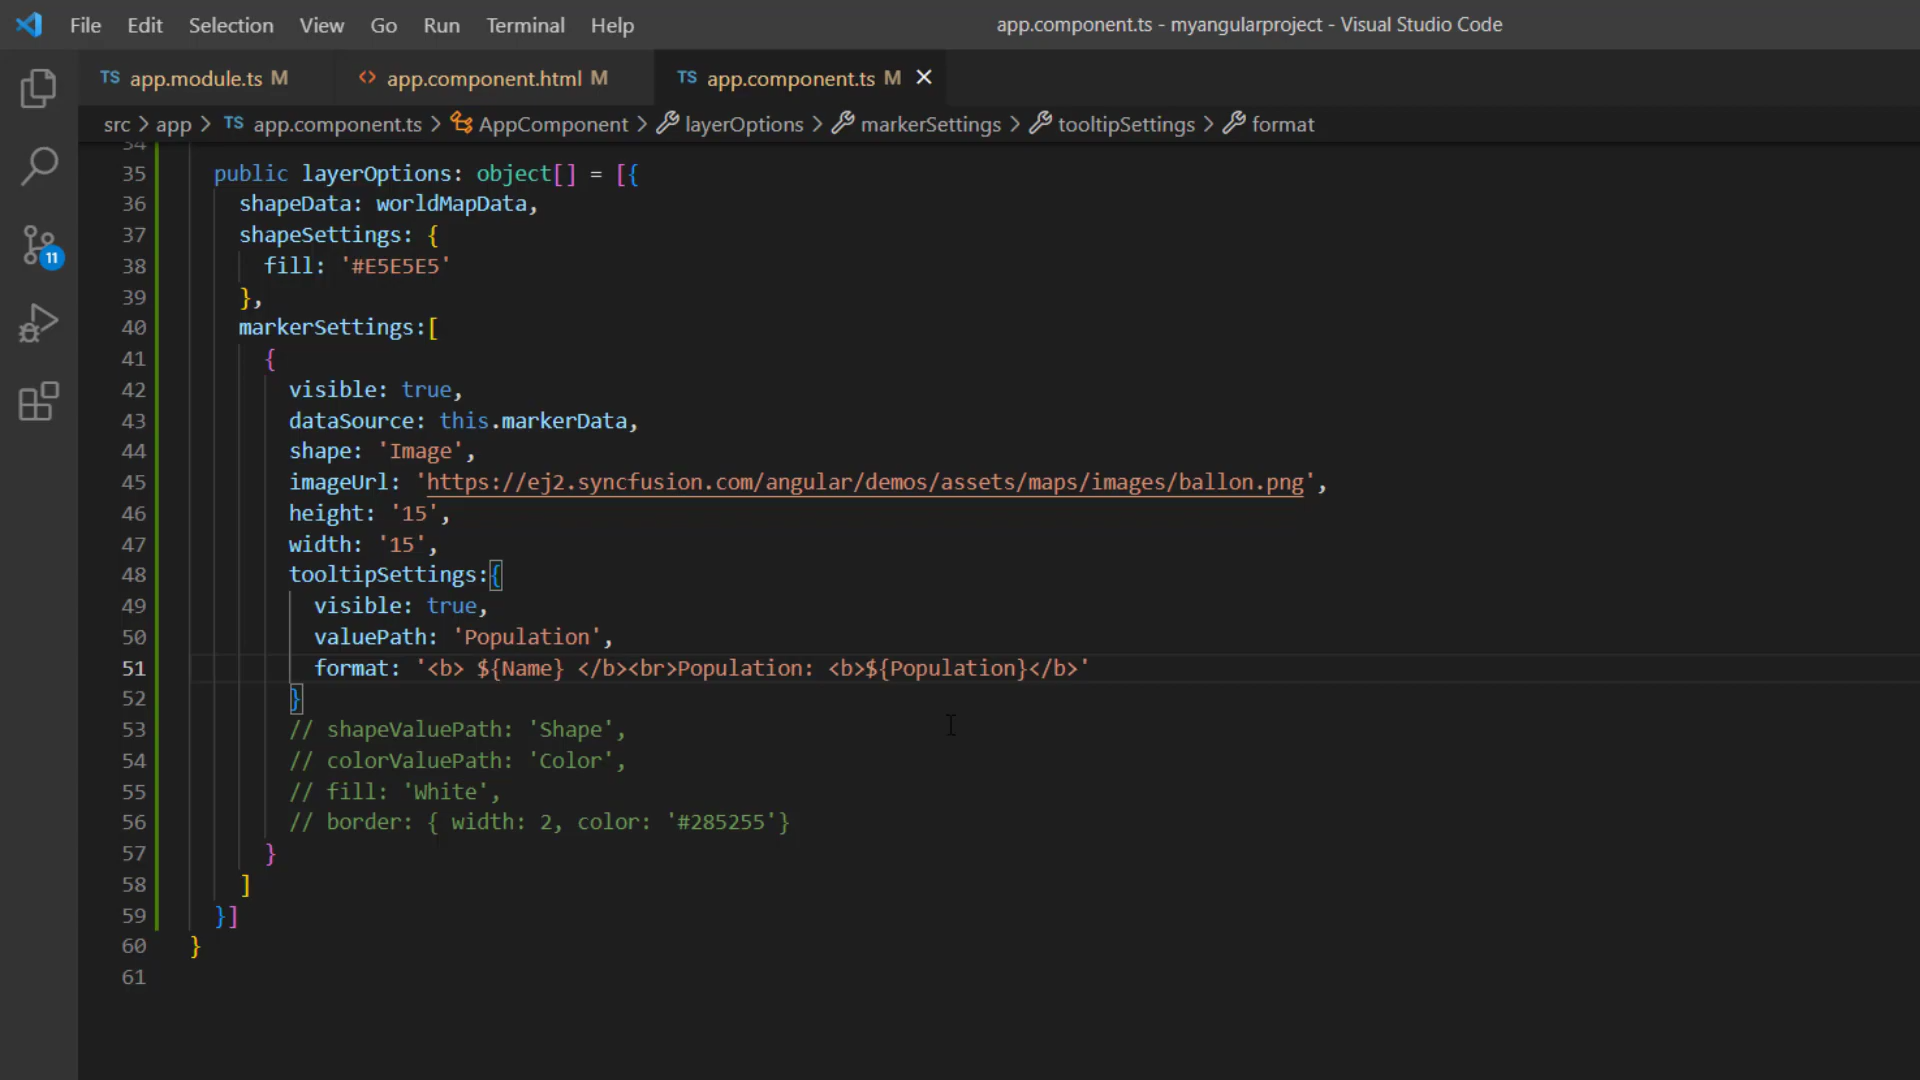 File Edit Selection View Go Run Terminal Help app.component.ts - myangularproject - Visual Studio Code
TS app.module.ts M <> app.component.html M TS app.component.ts M
src > app > TS app.component.ts > AppComponent > layerOptions > markerSettings > tooltipSettings > format
34
35 public layerOptions: object[] = [{
36 shapeData: worldMapData,
37 shapeSettings: {
38 fill: '#E5E5E5'
39 },
40 markerSettings:[
41 {
42 visible: true,
43 dataSource: this.markerData,
44 shape: 'Image',
45 imageUrl: 'https://ej2.syncfusion.com/angular/demos/assets/maps/images/ballon.png',
46 height: '15',
47 width: '15',
48 tooltipSettings:{
49 visible: true,
50 valuePath: 'Population',
51 format: '<b> ${Name} </b><br>Population: <b>${Population}</b>'
52 }
53 // shapeValuePath: 'Shape',
54 // colorValuePath: 'Color',
55 // fill: 'White',
56 // border: { width: 2, color: '#285255'}
57 }
58 ]
59 }]
60 }
61
11